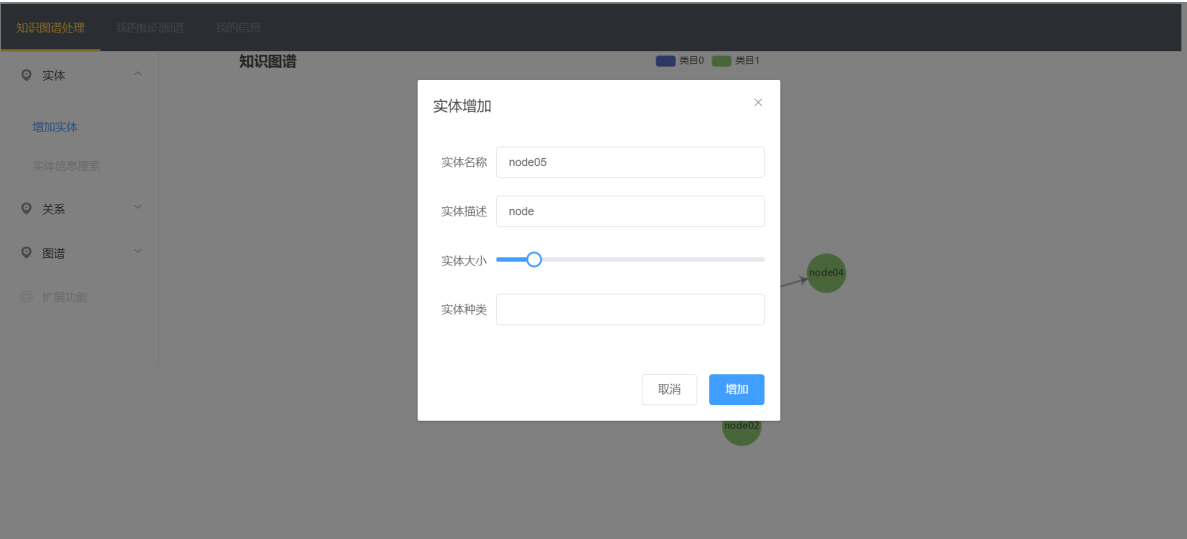 知识图谱处理 我的知识图谱 我的信息
实体
增加实体
实体信息搜索
关系
图谱
扩展功能
知识图谱
类目0 类目1
实体增加
实体名称 node05
实体描述 node
实体大小
实体种类
取消 增加
node04
node02